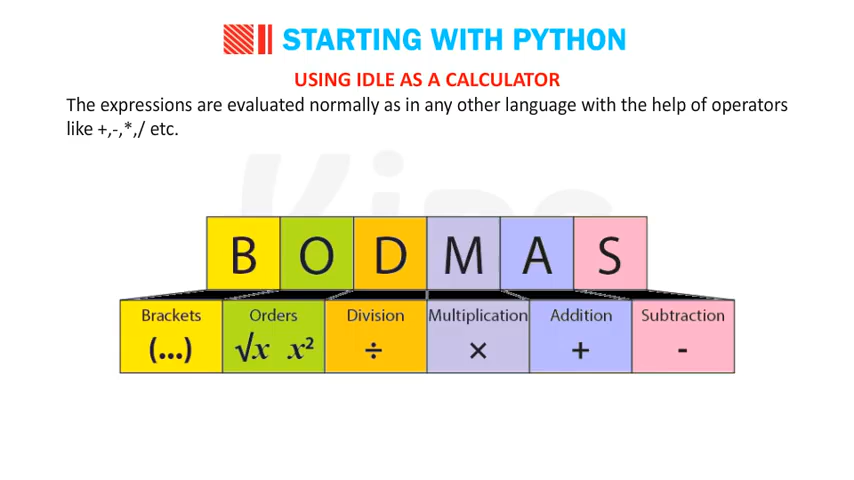 STARTING WITH PYTHON
USING IDLE AS A CALCULATOR
The expressions are evaluated normally as in any other language with the help of operators
like +,-,*,/ etc.
B O D M A S
Brackets Orders Division Multiplication Addition Subtraction
(...) √x x² ÷ × + -